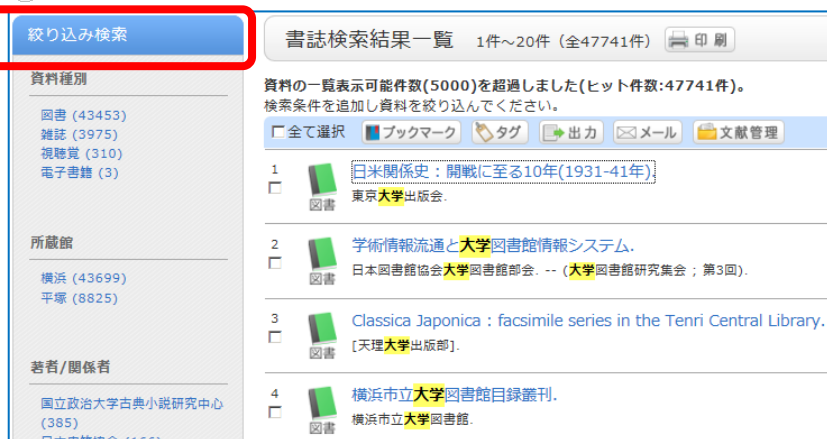 絞り込み検索
資料種別
図書 (43453)
雑誌 (3975)
視聴覚 (310)
電子書籍 (3)
所蔵館
横浜 (43699)
平塚 (8825)
著者/関係者
国立政治大学古典小説研究中心
(385)
書誌検索結果一覧 1件～20件 (全47741件) 印刷
資料の一覧表示可能件数(5000)を超過しました(ヒット件数:47741件)。
検索条件を追加し資料を絞り込んでください。
全て選択 ブックマーク タグ 出力 メール 文献管理
1 日米関係史：開戦に至る10年(1931-41年).
図書 東京大学出版会.
2 学術情報流通と大学図書館情報システム.
図書 日本図書館協会大学図書館部会. -- (大学図書館研究集会 ; 第3回).
3 Classica Japonica : facsimile series in the Tenri Central Library.
図書 [天理大学出版部].
4 横浜市立大学図書館目録叢刊.
図書 横浜市立大学図書館.